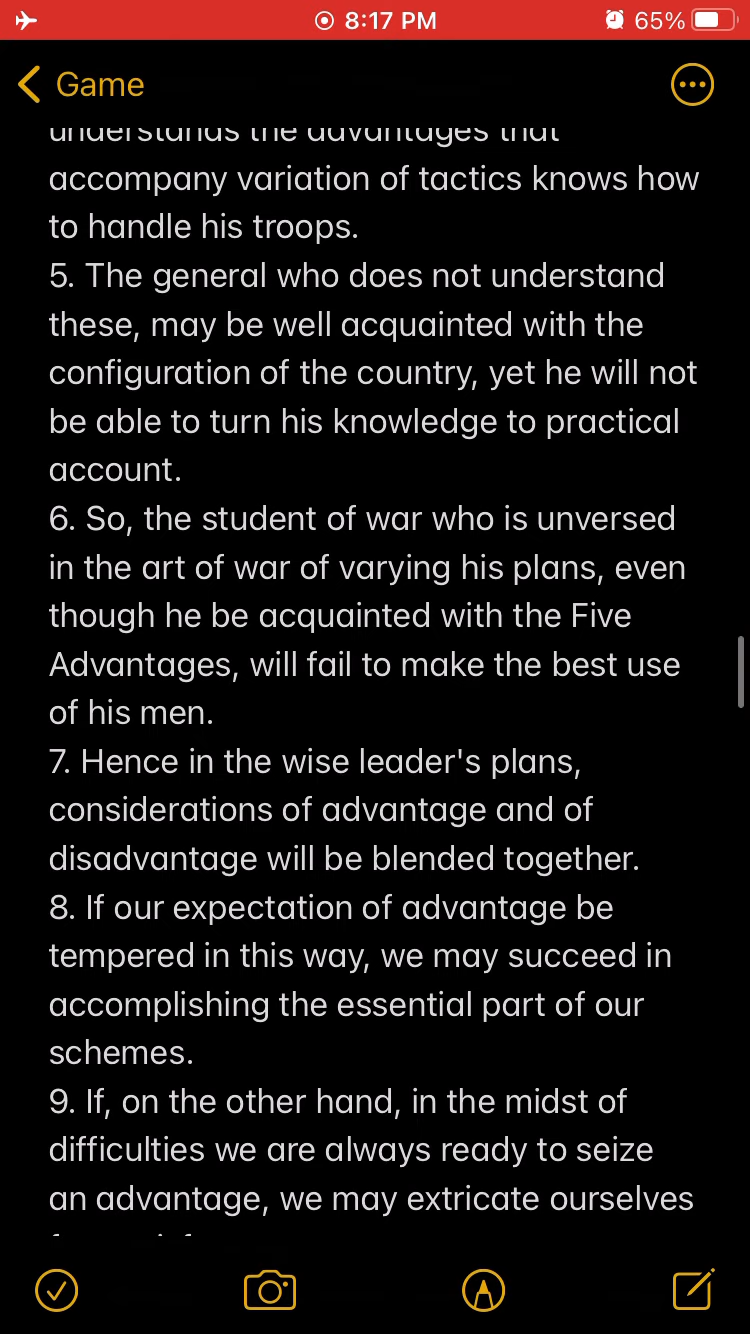 8:17 PM
65%
Game
understands the advantages that
accompany variation of tactics knows how
to handle his troops.
5. The general who does not understand
these, may be well acquainted with the
configuration of the country, yet he will not
be able to turn his knowledge to practical
account.
6. So, the student of war who is unversed
in the art of war of varying his plans, even
though he be acquainted with the Five
Advantages, will fail to make the best use
of his men.
7. Hence in the wise leader's plans,
considerations of advantage and of
disadvantage will be blended together.
8. If our expectation of advantage be
tempered in this way, we may succeed in
accomplishing the essential part of our
schemes.
9. If, on the other hand, in the midst of
difficulties we are always ready to seize
an advantage, we may extricate ourselves